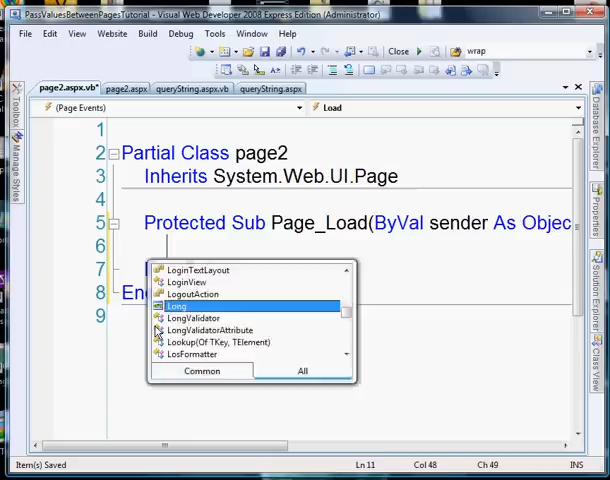 PassValuesBetweenPagesTutorial - Visual Web Developer 2008 Express Edition (Administrator)
File Edit View Website Build Debug Tools Window Help
Close wrap
page2.aspx.vb* page2.aspx queryString.aspx.vb queryString.aspx
(Page Events) Load
Toolbox
Manage Styles
Database Explorer
Properties
Solution Explorer
Class View
1
2 Partial Class page2
3 Inherits System.Web.UI.Page
4
5 Protected Sub Page_Load(ByVal sender As Objec
6
7
8 En
9
LoginTextLayout
LoginView
LogoutAction
Long
LongValidator
LongValidatorAttribute
Lookup(Of TKey, TElement)
LosFormatter
Common All
Item(s) Saved Ln 11 Col 48 Ch 49 INS